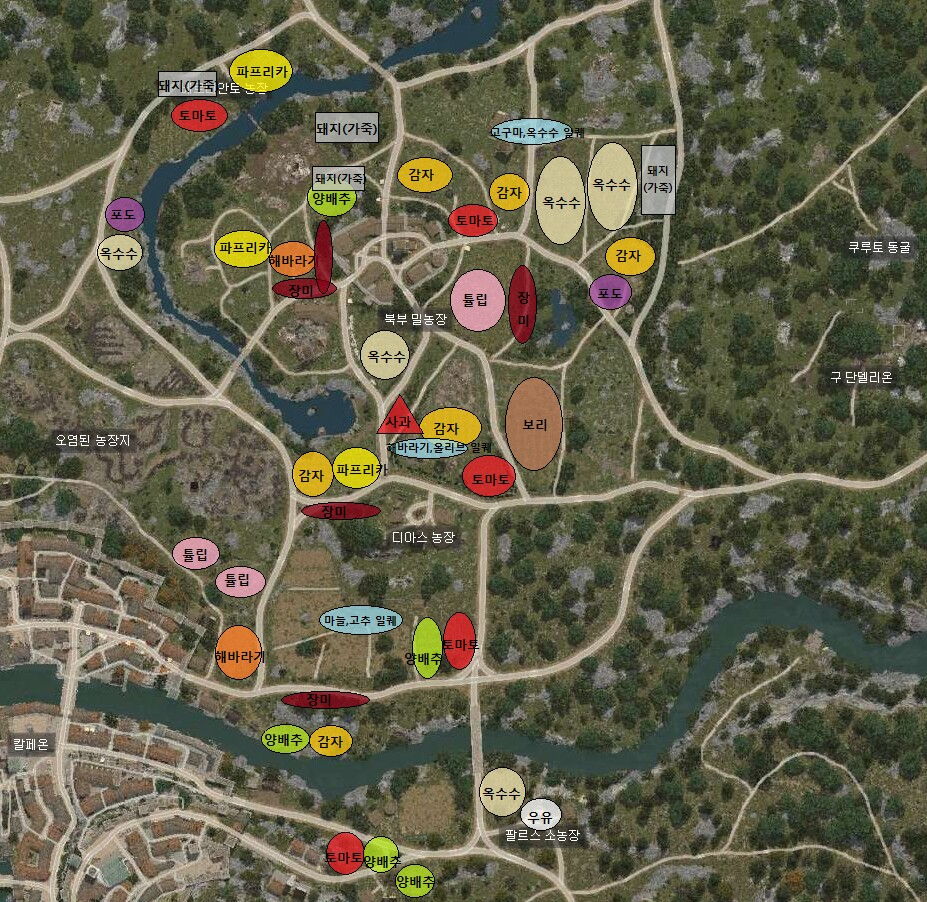 파프리카
돼지(가죽)
만토 농장
토마토
돼지(가죽)
고구마,옥수수 일퀘
돼지(가죽)
양배추
감자
감자
옥수수
옥수수
돼지
(가죽)
포도
토마토
옥수수
파프리카
해바라기
장미
감자
쿠루토 동굴
포도
튤립
장
미
북부 밀농장
옥수수
구 단델리온
사과
감자
보리
오염된 농장지
바라기,올리브 일퀘
감자
파프리카
토마토
장미
디아스 농장
튤립
튤립
마늘,고추 일퀘
해바라기
양배추
토마토
장미
양배추
감자
칼페온
옥수수
우유
팔르스 소농장
토마토
양배추
양배추